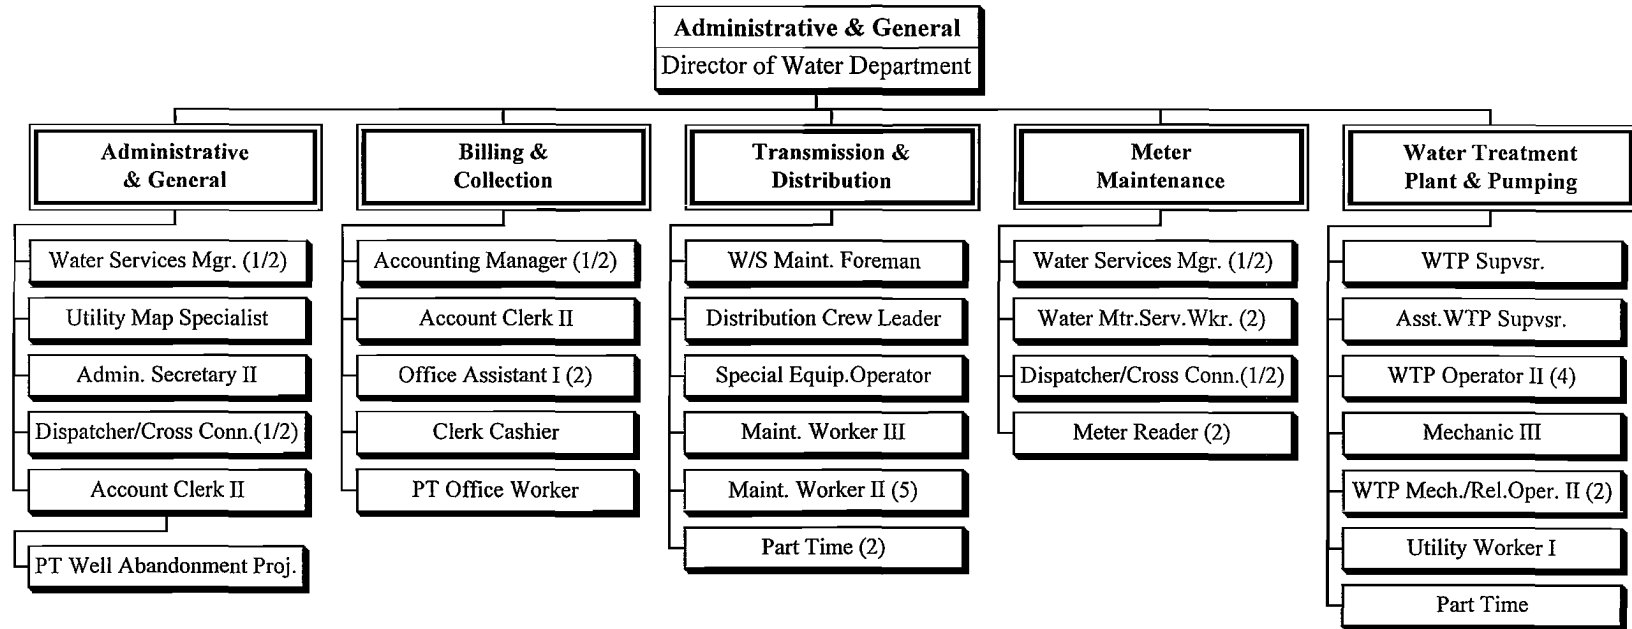 Administrative & General
Director of Water Department
Administrative
& General
Water Services Mgr. (1/2)
Utility Map Specialist
Admin. Secretary II
Dispatcher/Cross Conn.(1/2)
Account Clerk II
PT Well Abandonment Proj.
Billing &
Collection
Accounting Manager (1/2)
Account Clerk II
Office Assistant I (2)
Clerk Cashier
PT Office Worker
Transmission &
Distribution
W/S Maint. Foreman
Distribution Crew Leader
Special Equip.Operator
Maint. Worker III
Maint. Worker II (5)
Part Time (2)
Meter
Maintenance
Water Services Mgr. (1/2)
Water Mtr.Serv.Wkr. (2)
Dispatcher/Cross Conn.(1/2)
Meter Reader (2)
Water Treatment
Plant & Pumping
WTP Supvsr.
Asst.WTP Supvsr.
WTP Operator II (4)
Mechanic III
WTP Mech./Rel.Oper. II (2)
Utility Worker I
Part Time